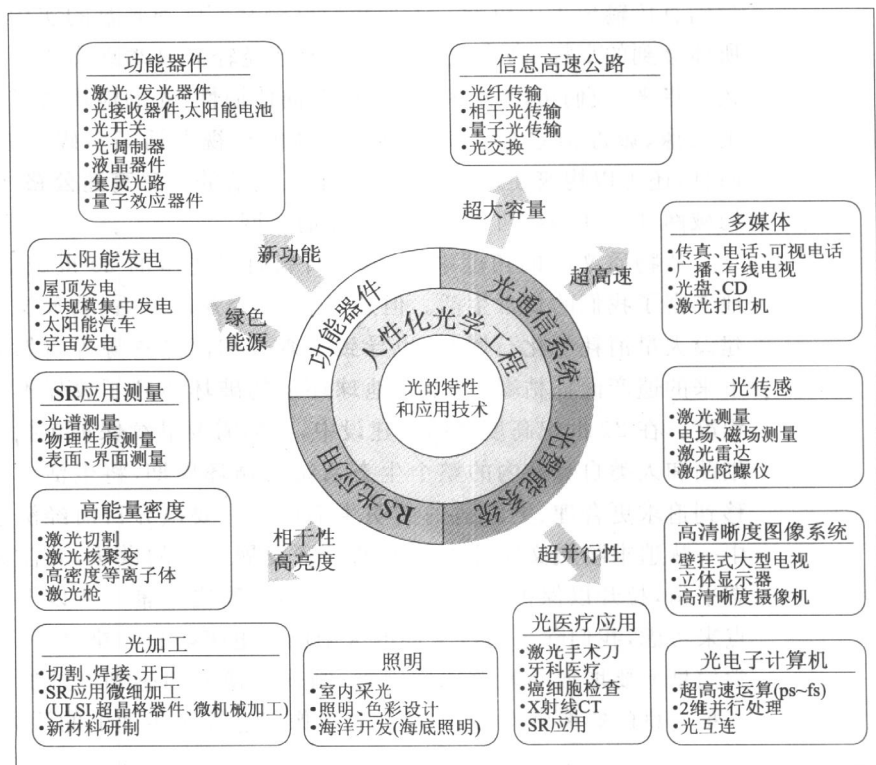 功能器件
•激光、发光器件
•光接收器件,太阳能电池
•光开关
•光调制器
•液晶器件
•集成光路
•量子效应器件
信息高速公路
•光纤传输
•相干光传输
•量子光传输
•光交换
多媒体
•传真、电话、可视电话
•广播、有线电视
•光盘、CD
•激光打印机
超大容量
超高速
新功能
绿色
能源
太阳能发电
•屋顶发电
•大规模集中发电
•太阳能汽车
•宇宙发电
功能器件
光通信系统
人性化光学工程
光的特性
和应用技术
RS光应用
光智能系统
SR应用测量
•光谱测量
•物理性质测量
•表面、界面测量
光传感
•激光测量
•电场、磁场测量
•激光雷达
•激光陀螺仪
高能量密度
•激光切割
•激光核聚变
•高密度等离子体
•激光枪
相干性
高亮度
超并行性
高清晰度图像系统
•壁挂式大型电视
•立体显示器
•高清晰度摄像机
光加工
•切割、焊接、开口
•SR应用微细加工
(ULSI,超晶格器件、微机械加工)
•新材料研制
照明
•室内采光
•照明、色彩设计
•海洋开发(海底照明)
光医疗应用
•激光手术刀
•牙科医疗
•癌细胞检查
•X射线CT
•SR应用
光电子计算机
•超高速运算(ps~fs)
•2维并行处理
•光互连